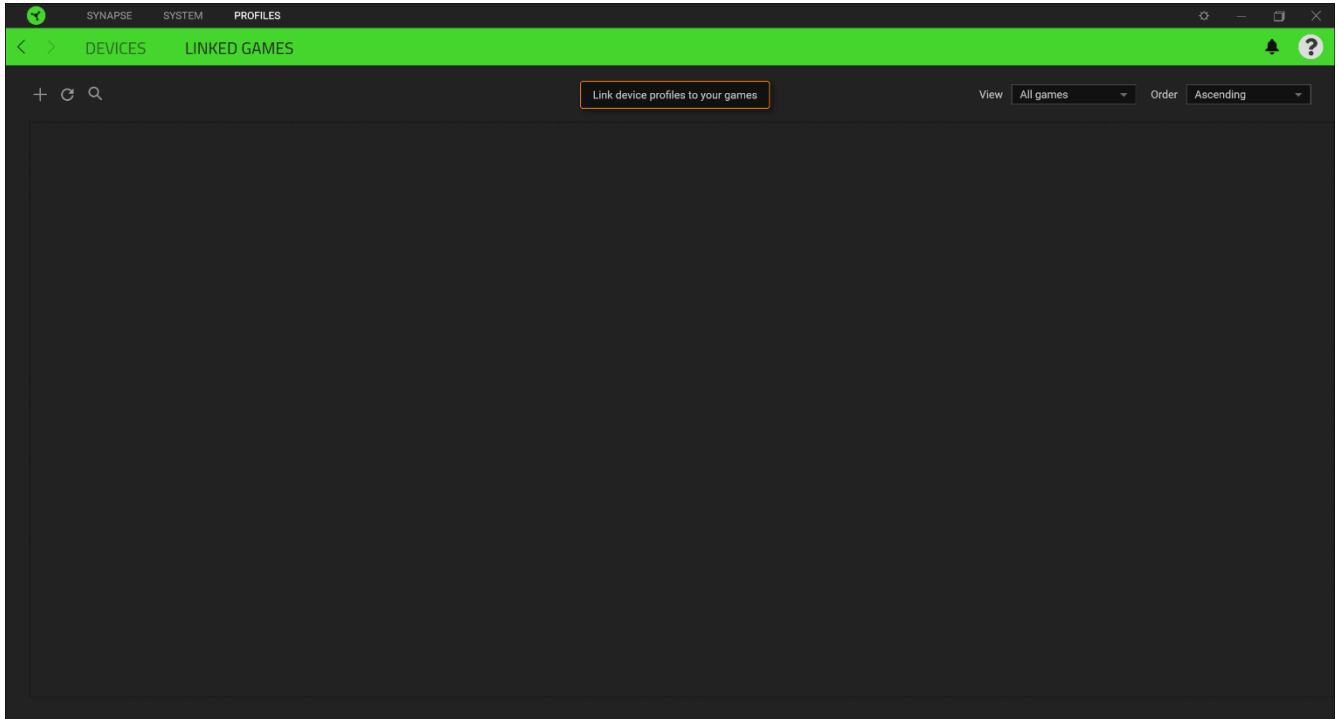 SYNAPSE SYSTEM PROFILES
DEVICES LINKED GAMES
?
Link device profiles to your games View All games Order Ascending